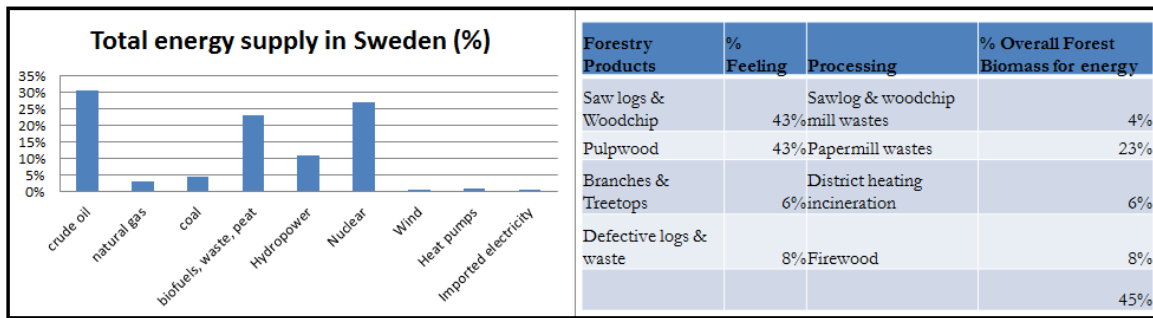 Total energy supply in Sweden (%)
35%
30%
25%
20%
15%
10%
5%
0%
crude oil
natural gas
coal
biofuels, waste, peat
Hydropower
Nuclear
Wind
Heat pumps
Imported electricity
Forestry Products % Feeling Processing % Overall Forest Biomass for energy
Saw logs & Woodchip 43% Sawlog & woodchip mill wastes 4%
Pulpwood 43% Papermill wastes 23%
Branches & Treetops 6% District heating incineration 6%
Defective logs & waste 8% Firewood 8%
45%